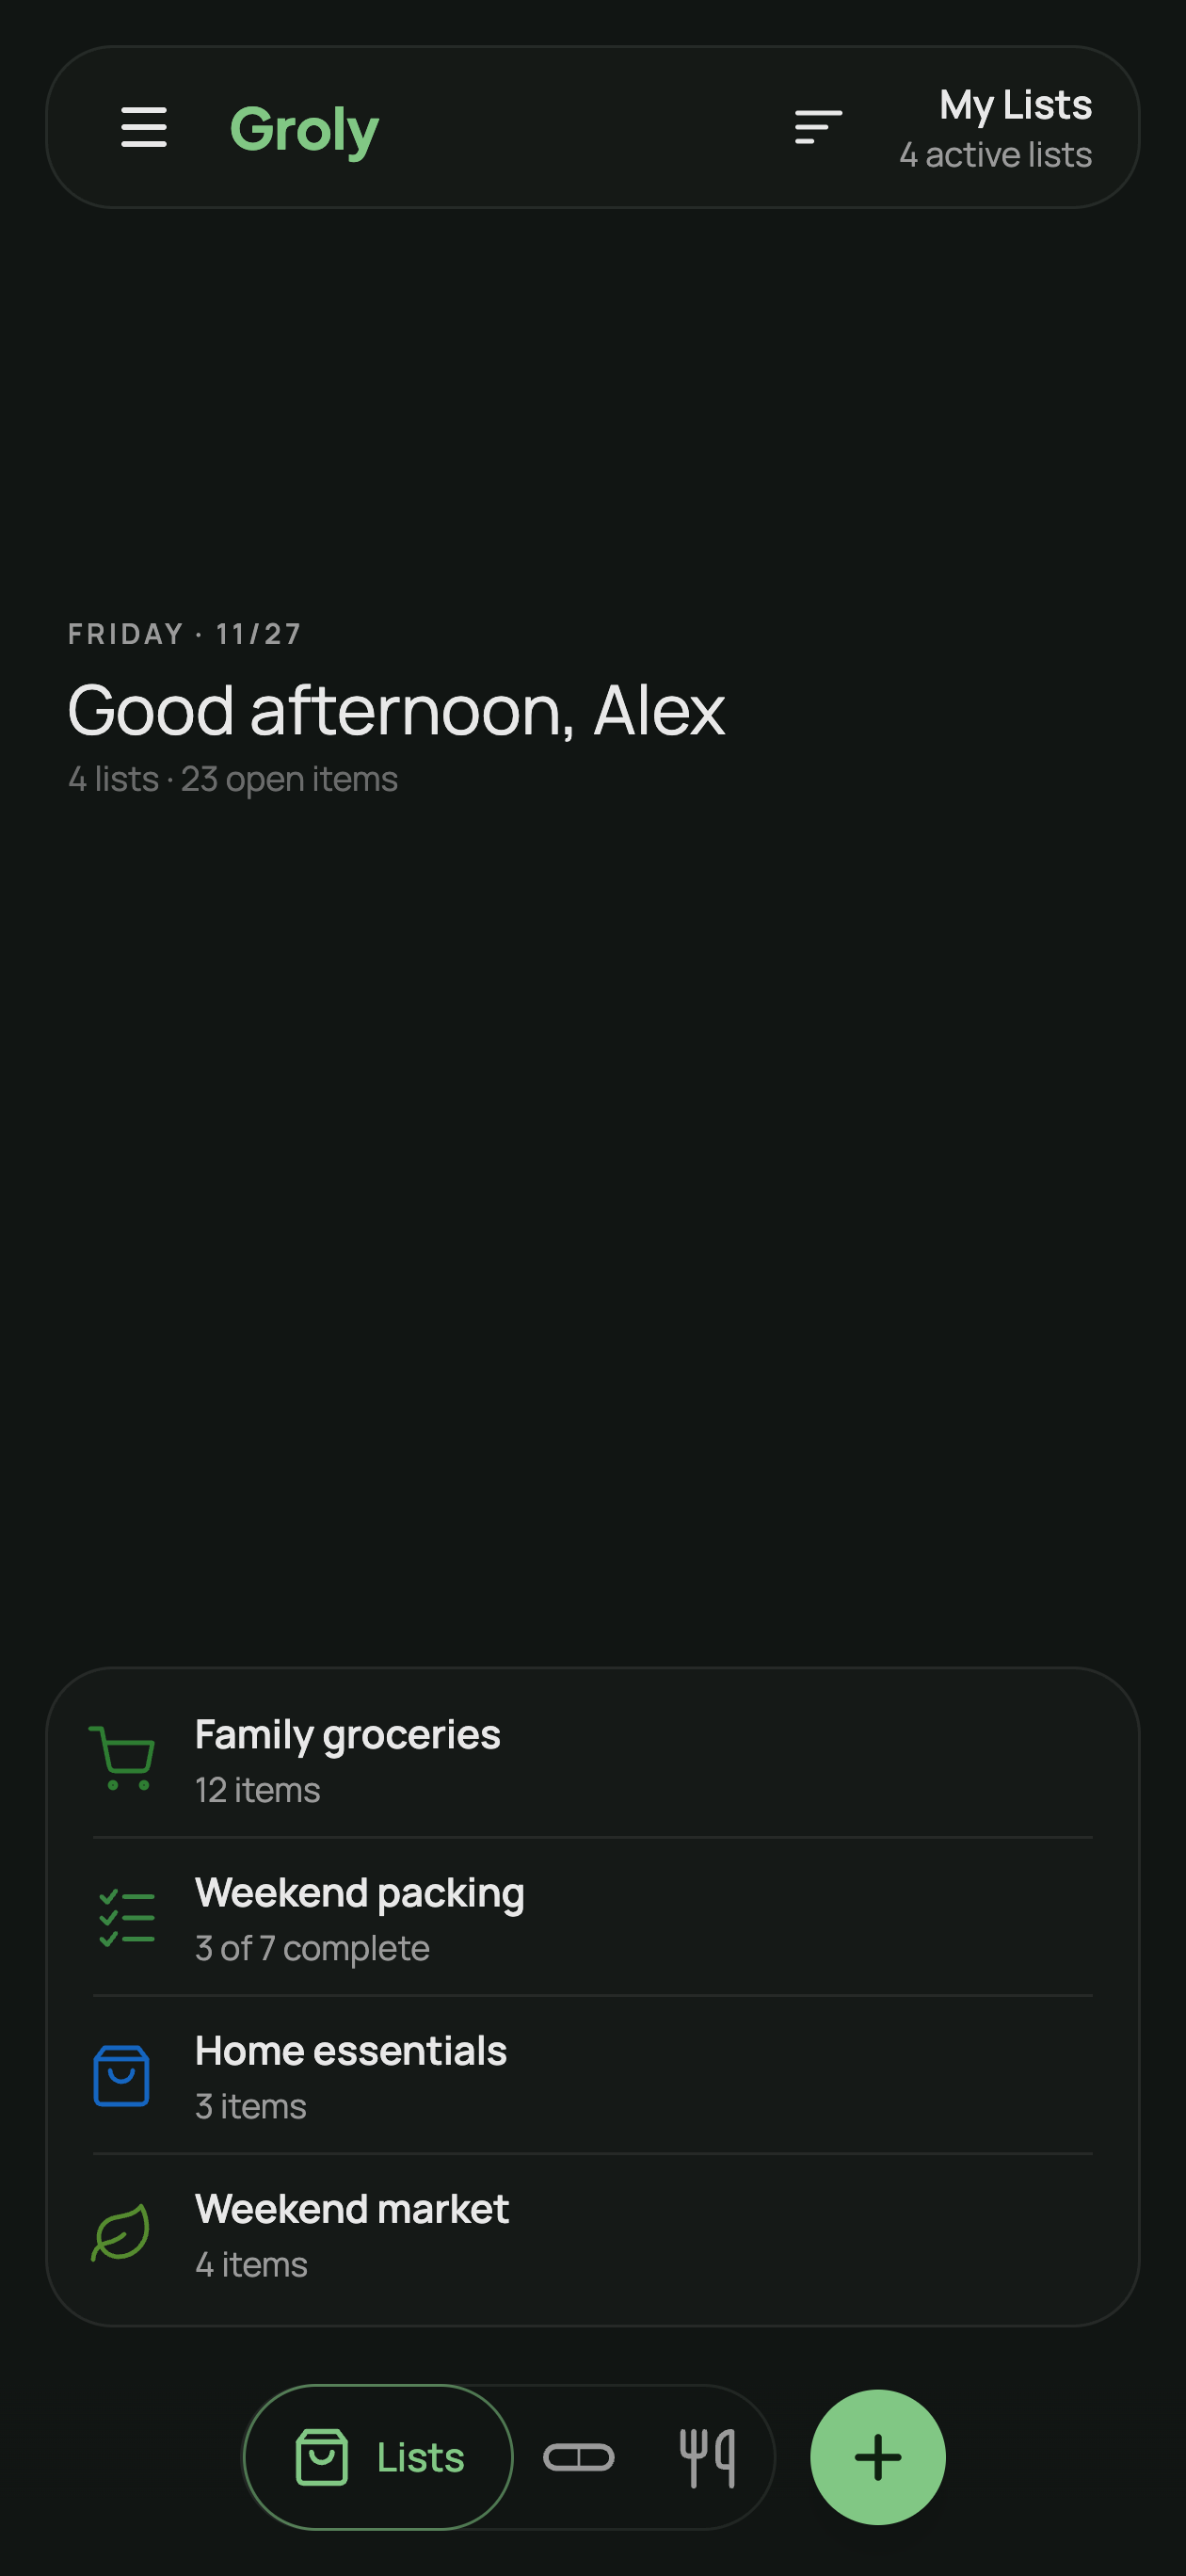 Groly
My Lists
4 active lists
FRIDAY · 11/27
Good afternoon, Alex
4 lists · 23 open items
Family groceries
12 items
Weekend packing
3 of 7 complete
Home essentials
3 items
Weekend market
4 items
Lists